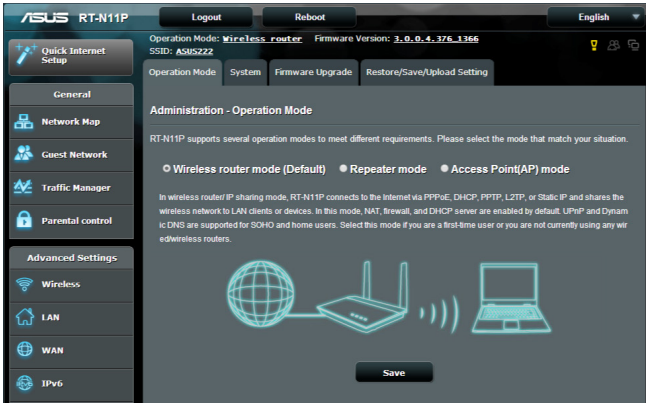 ASUS RT-N11P
Logout
Reboot
English
Quick Internet
Setup
Operation Mode: Wireless router Firmware Version: 3.0.0.4.376_1366
SSID: ASUS222
Operation Mode
System
Firmware Upgrade
Restore/Save/Upload Setting
General
Network Map
Guest Network
Traffic Manager
Parental control
Advanced Settings
Wireless
LAN
WAN
IPv6
Administration - Operation Mode
RT-N11P supports several operation modes to meet different requirements. Please select the mode that match your situation.
Wireless router mode (Default) Repeater mode Access Point(AP) mode
In wireless router/ IP sharing mode, RT-N11P connects to the Internet via PPPoE, DHCP, PPTP, L2TP, or Static IP and shares the
wireless network to LAN clients or devices. In this mode, NAT, firewall, and DHCP server are enabled by default. UPnP and Dynam
ic DNS are supported for SOHO and home users. Select this mode if you are a first-time user or you are not currently using any wir
ed/wireless routers.
Save